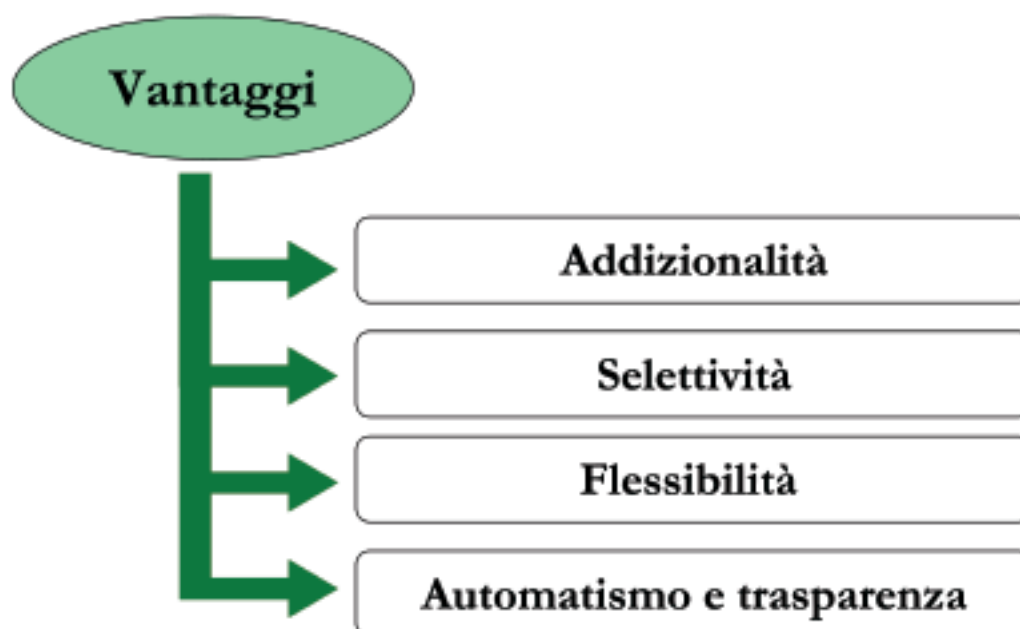 Vantaggi
Addizionalità
Selettività
Flessibilità
Automatismo e trasparenza